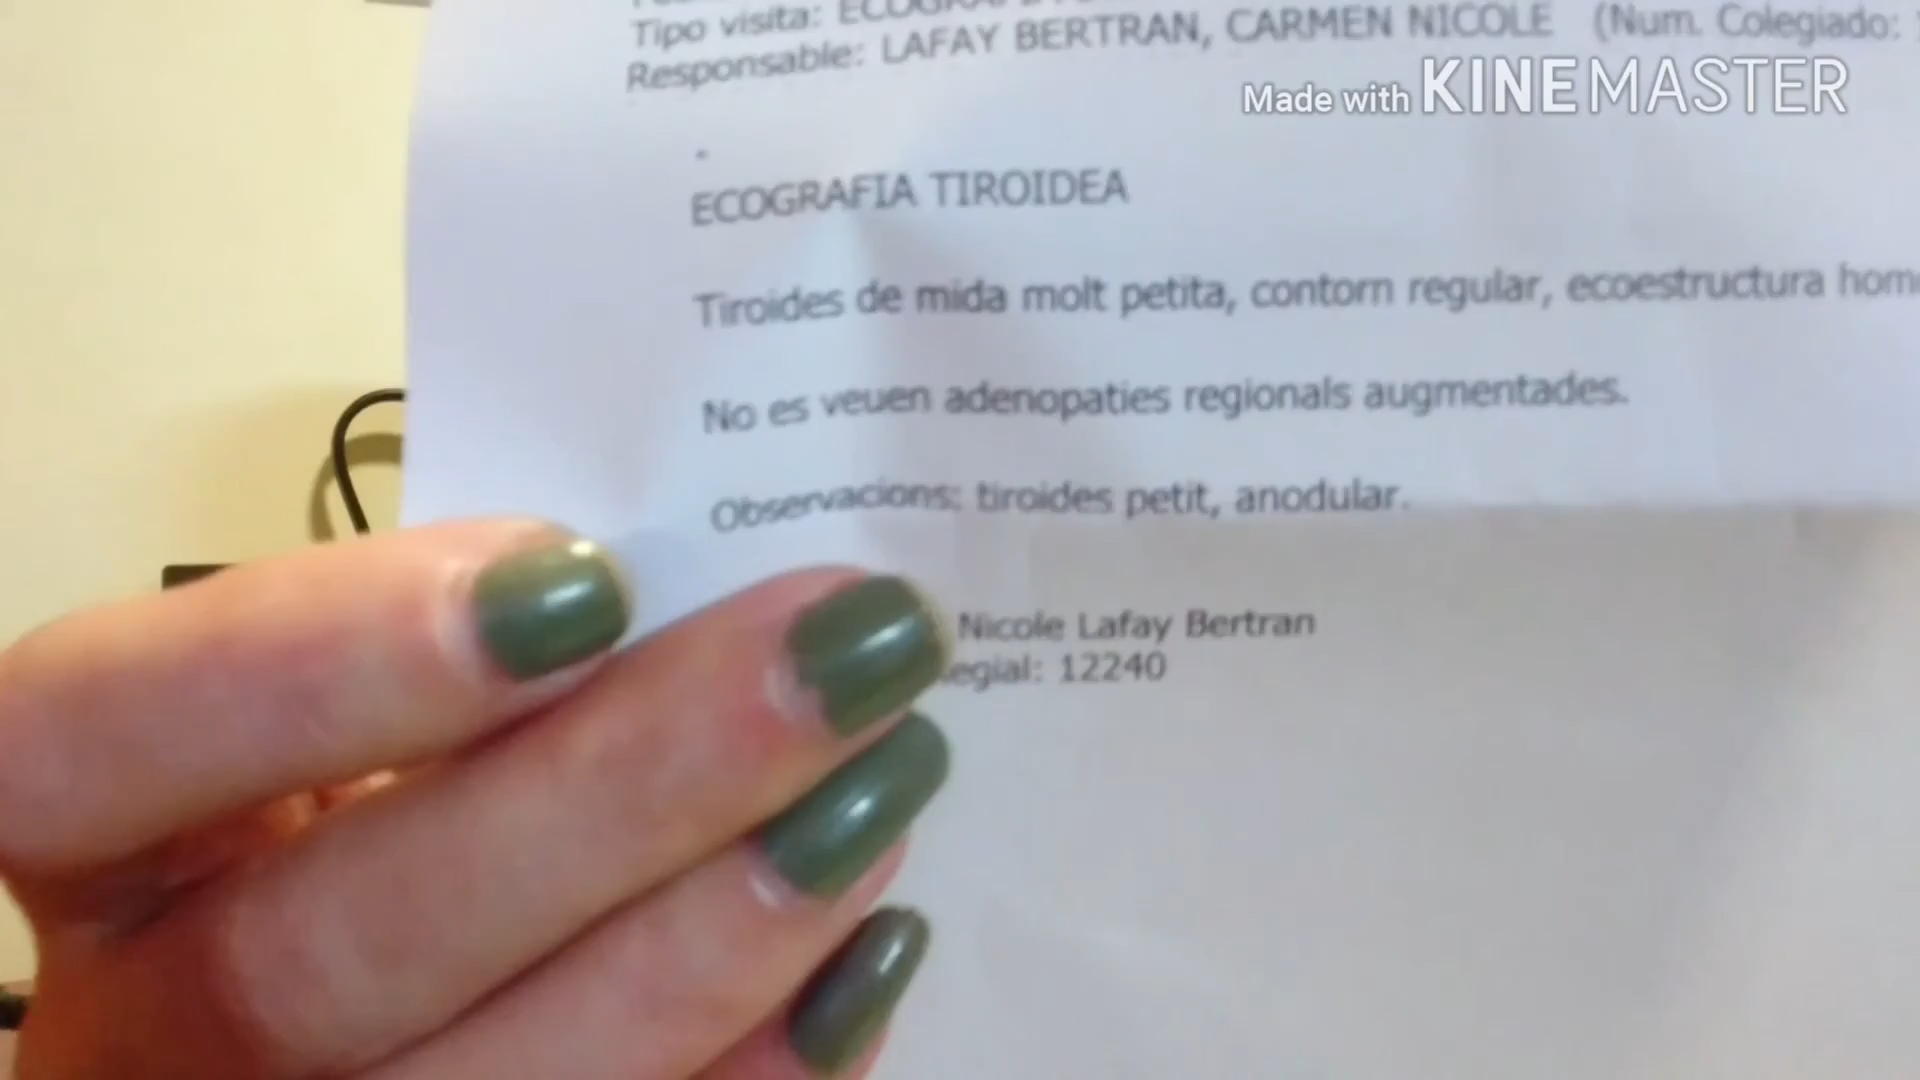 Tipo visita:
Responsable: LAFAY BERTRAN, CARMEN NICOLE (Num. Colegiado:
Made with KINEMASTER
ECOGRAFIA TIROIDEA
Tiroides de mida molt petita, contorn regular, ecoestructura
No es veuen adenopaties regionals augmentades.
Observacions: tiroides petit, anodular.
Nicole Lafay Bertran
12240